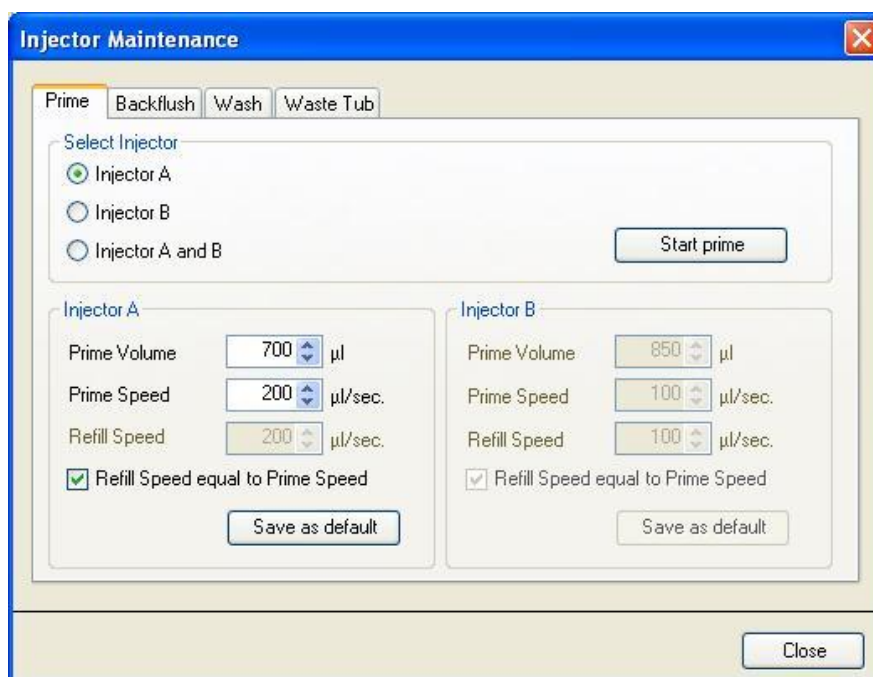 Injector Maintenance
Prime Backflush Wash Waste Tub
Select Injector
Injector A
Injector B
Injector A and B
Start prime
Injector A
Prime Volume 700 µl
Prime Speed 200 µl/sec.
Refill Speed 200 µl/sec.
Refill Speed equal to Prime Speed
Save as default
Injector B
Prime Volume 850 µl
Prime Speed 100 µl/sec.
Refill Speed 100 µl/sec.
Refill Speed equal to Prime Speed
Save as default
Close